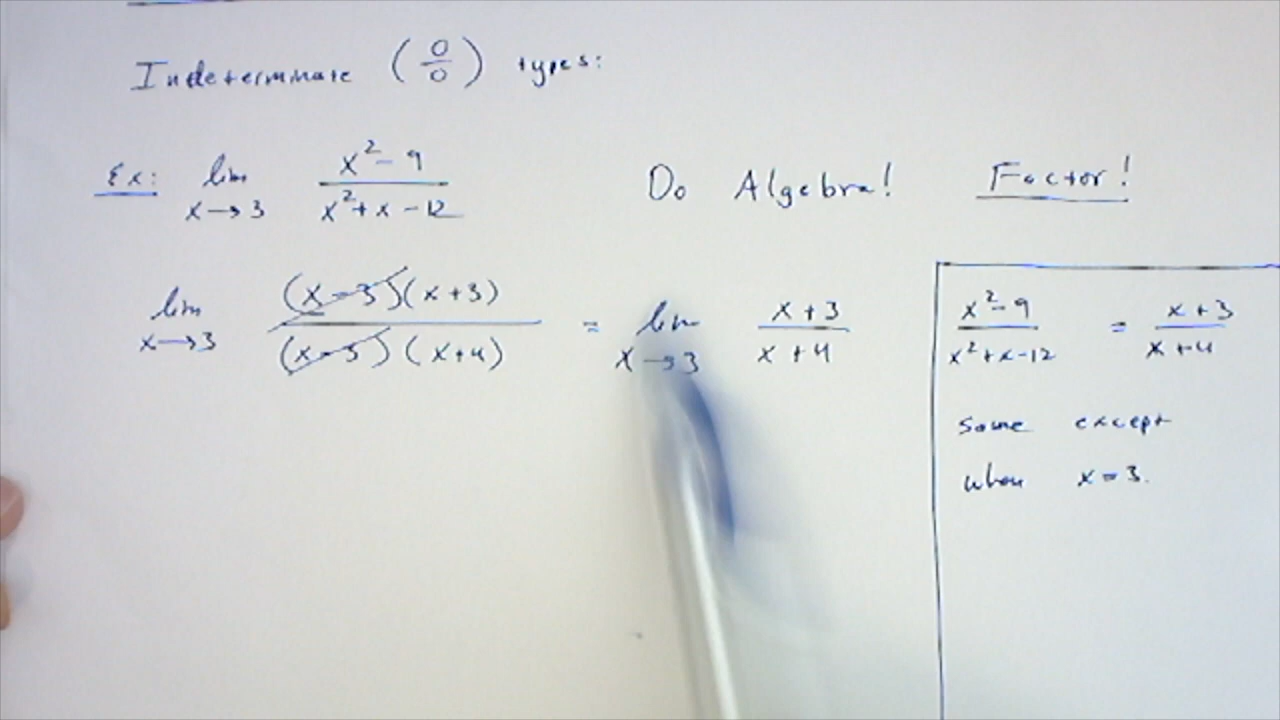 Indeterminate (0/0) types:
Ex: lim x→3 (x² - 9)/(x² + x - 12) Do Algebra! Factor!
lim x→3 ((x-3)(x+3))/((x-3)(x+4)) = lim x→3 (x+3)/(x+4)
(x² - 9)/(x² + x - 12) = (x+3)/(x+4)
same except
when x = 3.